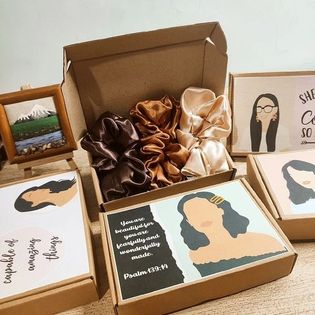 SHE
CO
SO
You are
beautiful for
you are
fearfully and
wonderfully
made.
Psalm 139:14
capable of
amazing
things